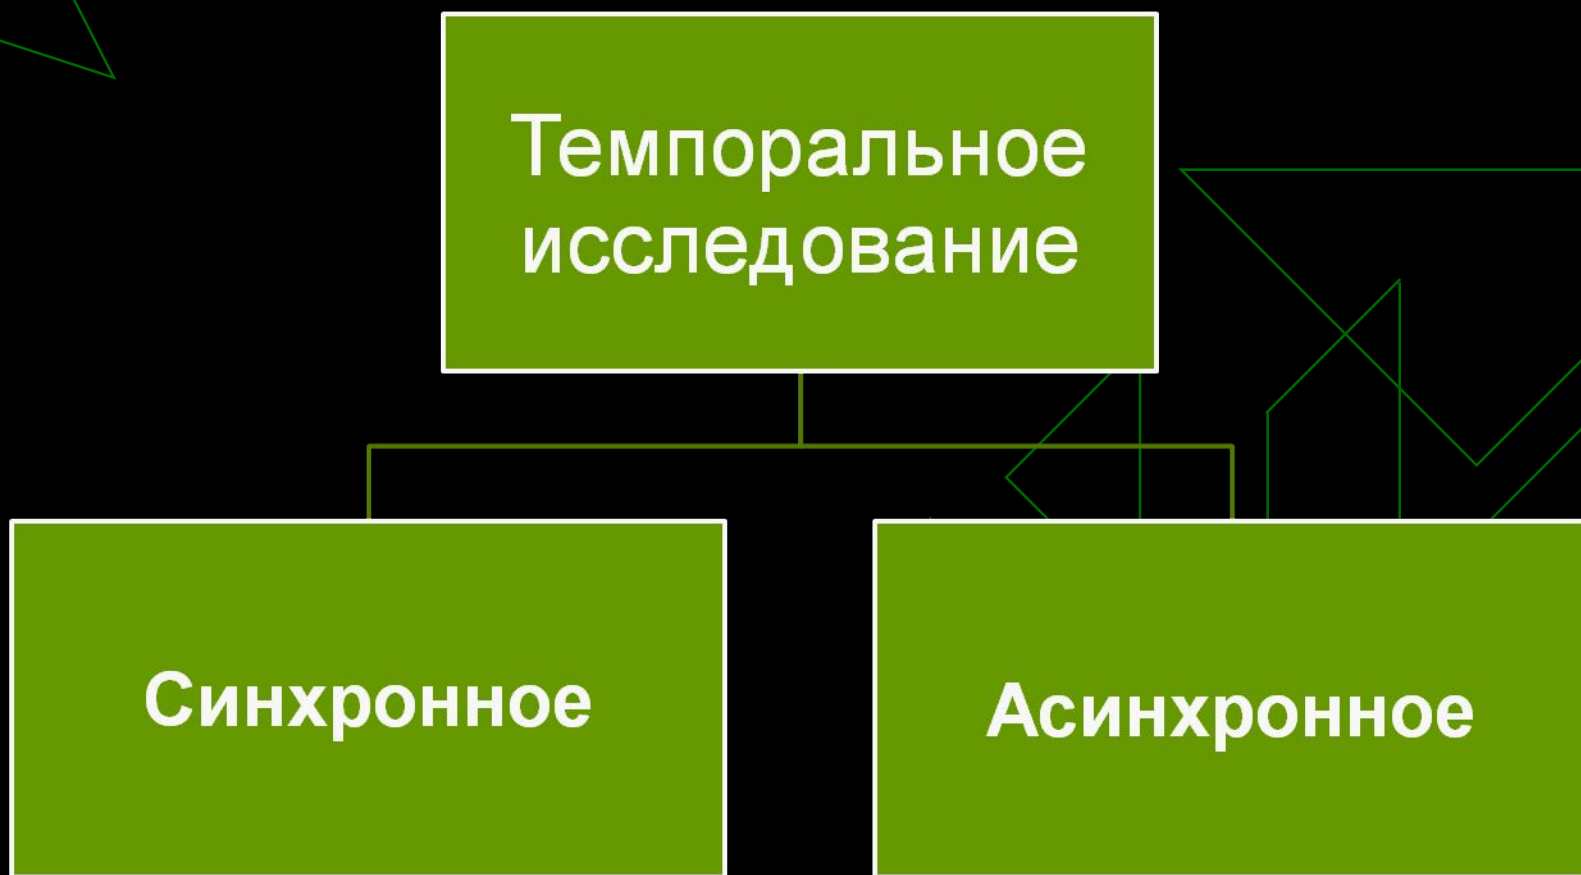 Темпоральное
исследование
Синхронное
Асинхронное